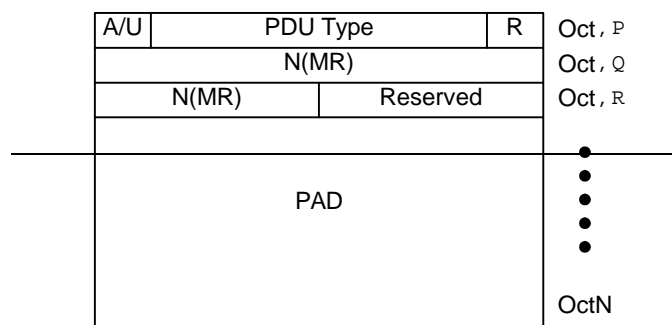 A/U PDU Type R Oct, P
N(MR) Oct, Q
N(MR) Reserved Oct, R
PAD
OctN